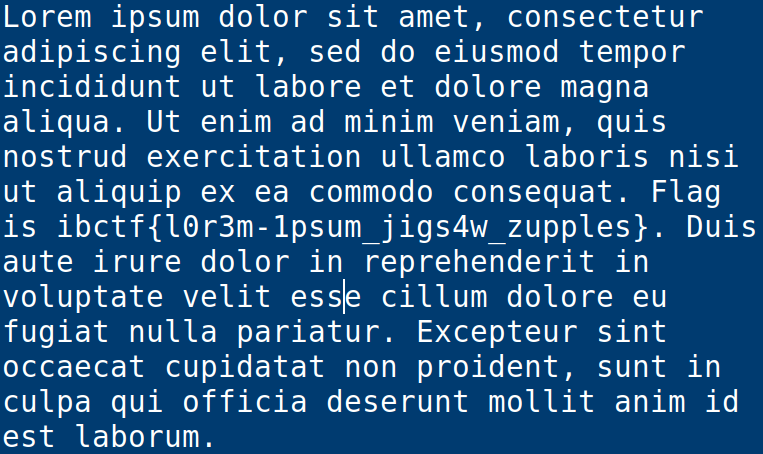 Lorem ipsum dolor sit amet, consectetur
adipiscing elit, sed do eiusmod tempor
incididunt ut labore et dolore magna
aliqua. Ut enim ad minim veniam, quis
nostrud exercitation ullamco laboris nisi
ut aliquip ex ea commodo consequat. Flag
is ibctf{l0r3m-1psum_jigs4w_zupples}. Duis
aute irure dolor in reprehenderit in
voluptate velit esse cillum dolore eu
fugiat nulla pariatur. Excepteur sint
occaecat cupidatat non proident, sunt in
culpa qui officia deserunt mollit anim id
est laborum.